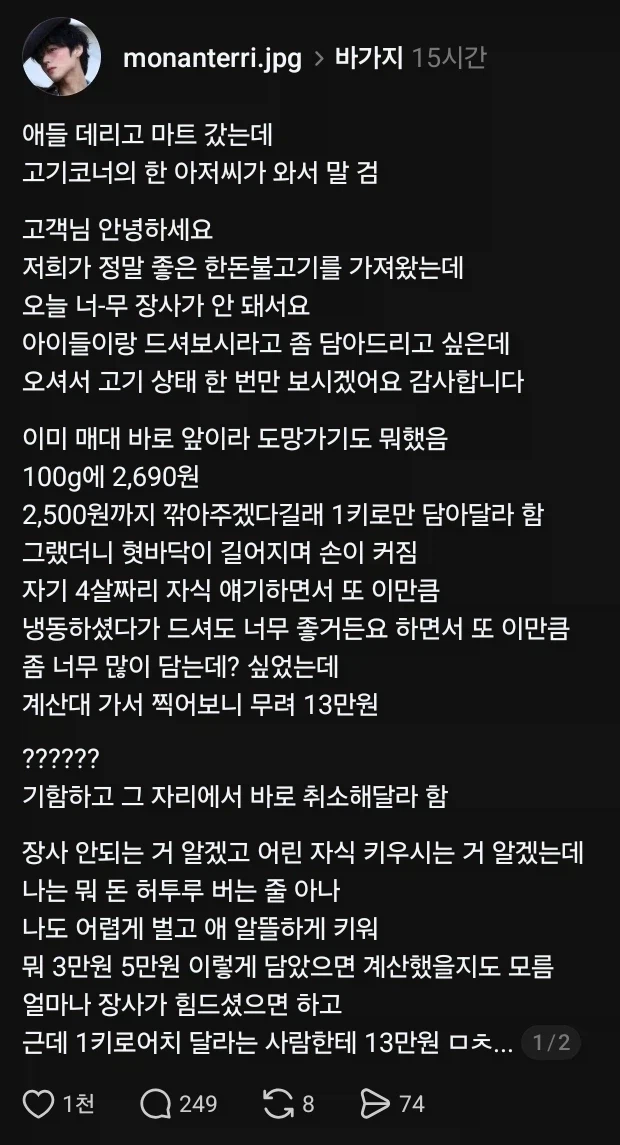 monanterri.jpg > 바가지 15시간
애들 데리고 마트 갔는데
고기코너의 한 아저씨가 와서 말 검
고객님 안녕하세요
저희가 정말 좋은 한돈불고기를 가져왔는데
오늘 너-무 장사가 안 돼서요
아이들이랑 드셔보시라고 좀 담아드리고 싶은데
오셔서 고기 상태 한 번만 보시겠어요 감사합니다
이미 매대 바로 앞이라 도망가기도 뭐했음
100g에 2,690원
2,500원까지 깎아주겠다길래 1키로만 담아달라 함
그랬더니 혓바닥이 길어지며 손이 커짐
자기 4살짜리 자식 얘기하면서 또 이만큼
냉동하셨다가 드셔도 너무 좋거든요 하면서 또 이만큼
좀 너무 많이 담는데? 싶었는데
계산대 가서 찍어보니 무려 13만원
??????
기함하고 그 자리에서 바로 취소해달라 함
장사 안되는 거 알겠고 어린 자식 키우시는 거 알겠는데
나는 뭐 돈 허투루 버는 줄 아나
나도 어렵게 벌고 애 알뜰하게 키워
뭐 3만원 5만원 이렇게 담았으면 계산했을지도 모름
얼마나 장사가 힘드셨으면 하고
근데 1키로어치 달라는 사람한테 13만원 ㅁㅊ... 1/2
1천 249 8 74